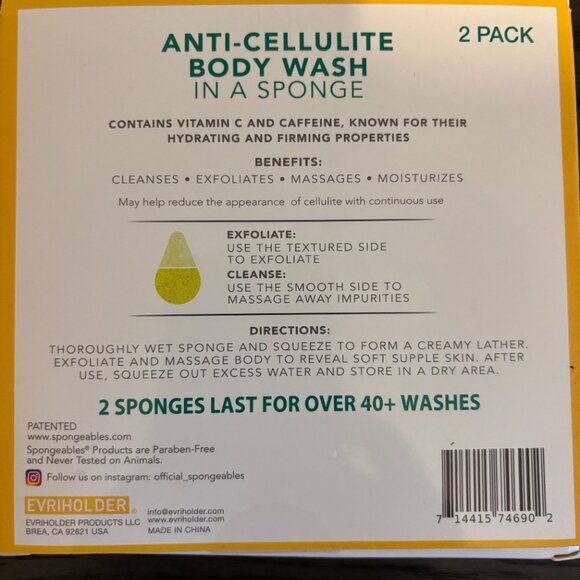 ANTI-CELLULITE
BODY WASH
IN A SPONGE
2 PACK
CONTAINS VITAMIN C AND CAFFEINE, KNOWN FOR THEIR
HYDRATING AND FIRMING PROPERTIES
BENEFITS:
CLEANSES • EXFOLIATES • MASSAGES • MOISTURIZES
May help reduce the appearance of cellulite with continuous use
EXFOLIATE:
USE THE TEXTURED SIDE
TO EXFOLIATE
CLEANSE:
USE THE SMOOTH SIDE TO
MASSAGE AWAY IMPURITIES
DIRECTIONS:
THOROUGHLY WET SPONGE AND SQUEEZE TO FORM A CREAMY LATHER.
EXFOLIATE AND MASSAGE BODY TO REVEAL SOFT SUPPLE SKIN. AFTER
USE, SQUEEZE OUT EXCESS WATER AND STORE IN A DRY AREA.
2 SPONGES LAST FOR OVER 40+ WASHES
PATENTED
www.spongeables.com
Spongeables® Products are Paraben-Free
and Never Tested on Animals.
Follow us on instagram: official_spongeables
EVRIHOLDER®
EVRIHOLDER PRODUCTS LLC
BREA, CA 92821 USA
info@evriholder.com
www.evriholder.com
MADE IN CHINA
7 14415 74690 2